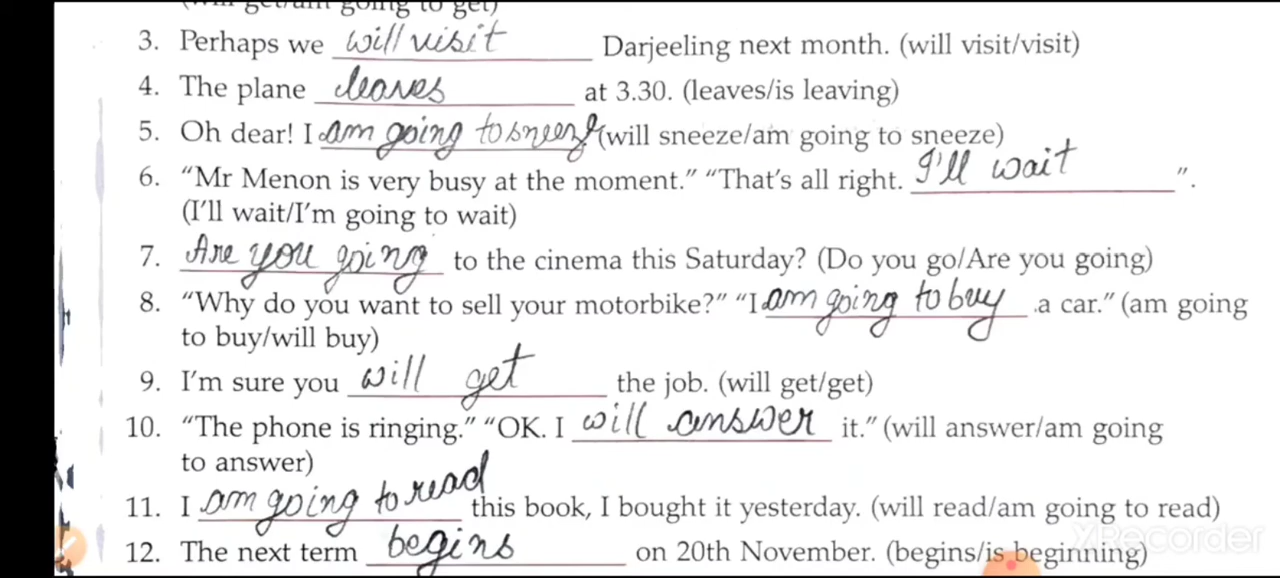 (will get/am going to get)
3. Perhaps we will visit Darjeeling next month. (will visit/visit)
4. The plane leaves at 3.30. (leaves/is leaving)
5. Oh dear! I am going to sneeze (will sneeze/am going to sneeze)
6. “Mr Menon is very busy at the moment.” “That's all right. I'll wait ”.
(I'll wait/I'm going to wait)
7. Are you going to the cinema this Saturday? (Do you go/Are you going)
8. “Why do you want to sell your motorbike?” “I am going to buy a car.” (am going
to buy/will buy)
9. I'm sure you will get the job. (will get/get)
10. “The phone is ringing.” “OK. I will answer it.” (will answer/am going
to answer)
11. I am going to read this book, I bought it yesterday. (will read/am going to read)
12. The next term begins on 20th November. (begins/is beginning)
XRecorder